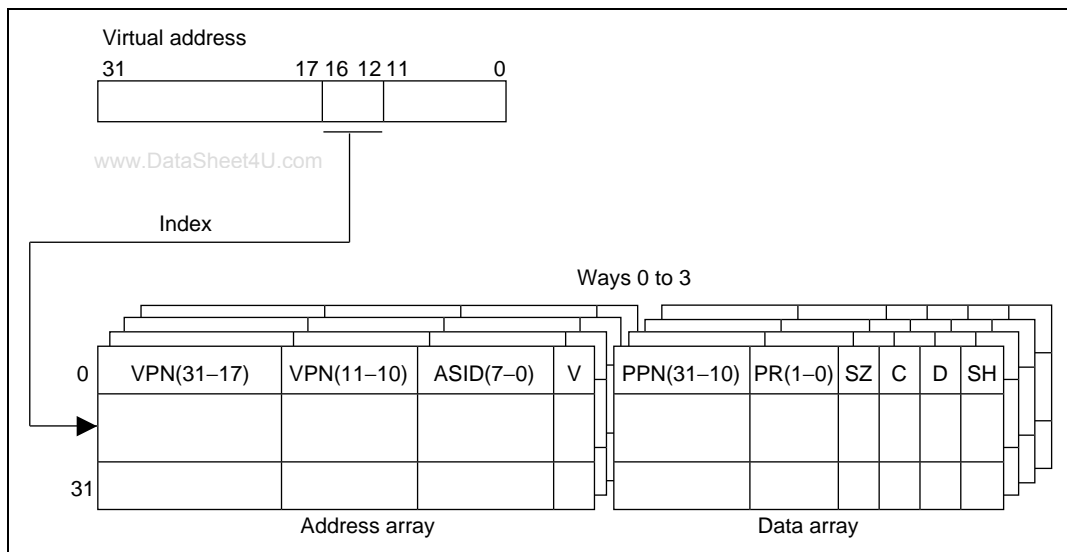 Virtual address
31 17 16 12 11 0
www.DataSheet4U.com
Index
Ways 0 to 3
0 VPN(31–17) VPN(11–10) ASID(7–0) V PPN(31–10) PR(1–0) SZ C D SH
31
Address array Data array